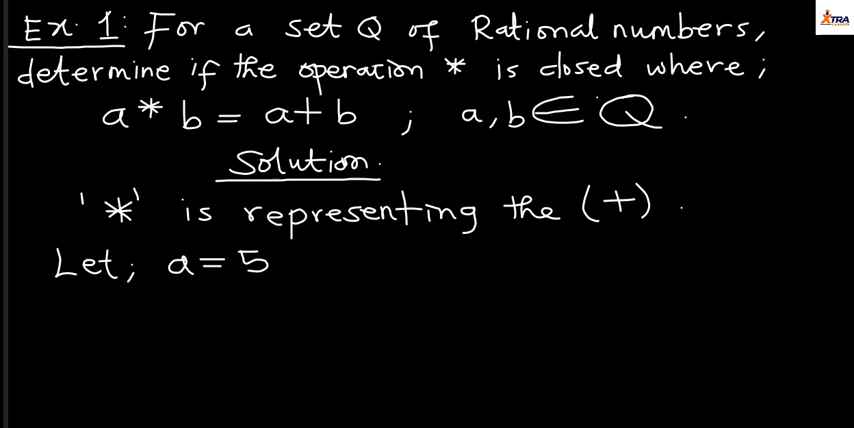 Ex. 1: For a set Q of Rational numbers,
determine if the operation * is closed where;
a * b = a + b ; a, b ∈ Q.
Solution.
'*' is representing the (+).
Let; a = 5
XTRA